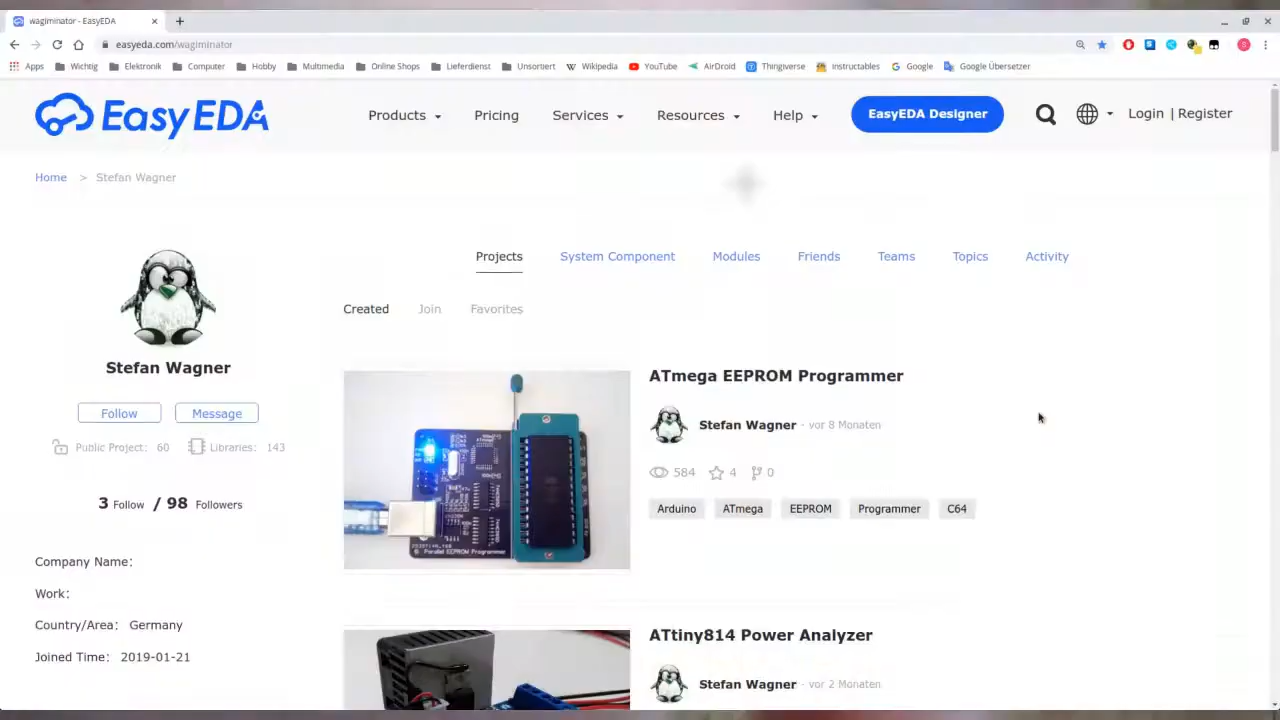 wagiminator - EasyEDA
easyeda.com/wagiminator
Apps Wichtig Elektronik Computer Hobby Multimedia Online Shops Lieferdienst Unsortiert Wikipedia YouTube AirDroid Thingiverse Instructables Google Google Übersetzer
EasyEDA Products Pricing Services Resources Help EasyEDA Designer Login | Register
Home > Stefan Wagner
Projects System Component Modules Friends Teams Topics Activity
Created Join Favorites
Stefan Wagner
Follow Message
Public Project: 60 Libraries: 143
3 Follow / 98 Followers
Company Name:
Work:
Country/Area: Germany
Joined Time: 2019-01-21
Parallel EEPROM Programmer
ATmega EEPROM Programmer
Stefan Wagner - vor 8 Monaten
584 4 0
Arduino ATmega EEPROM Programmer C64
ATtiny814 Power Analyzer
Stefan Wagner - vor 2 Monaten